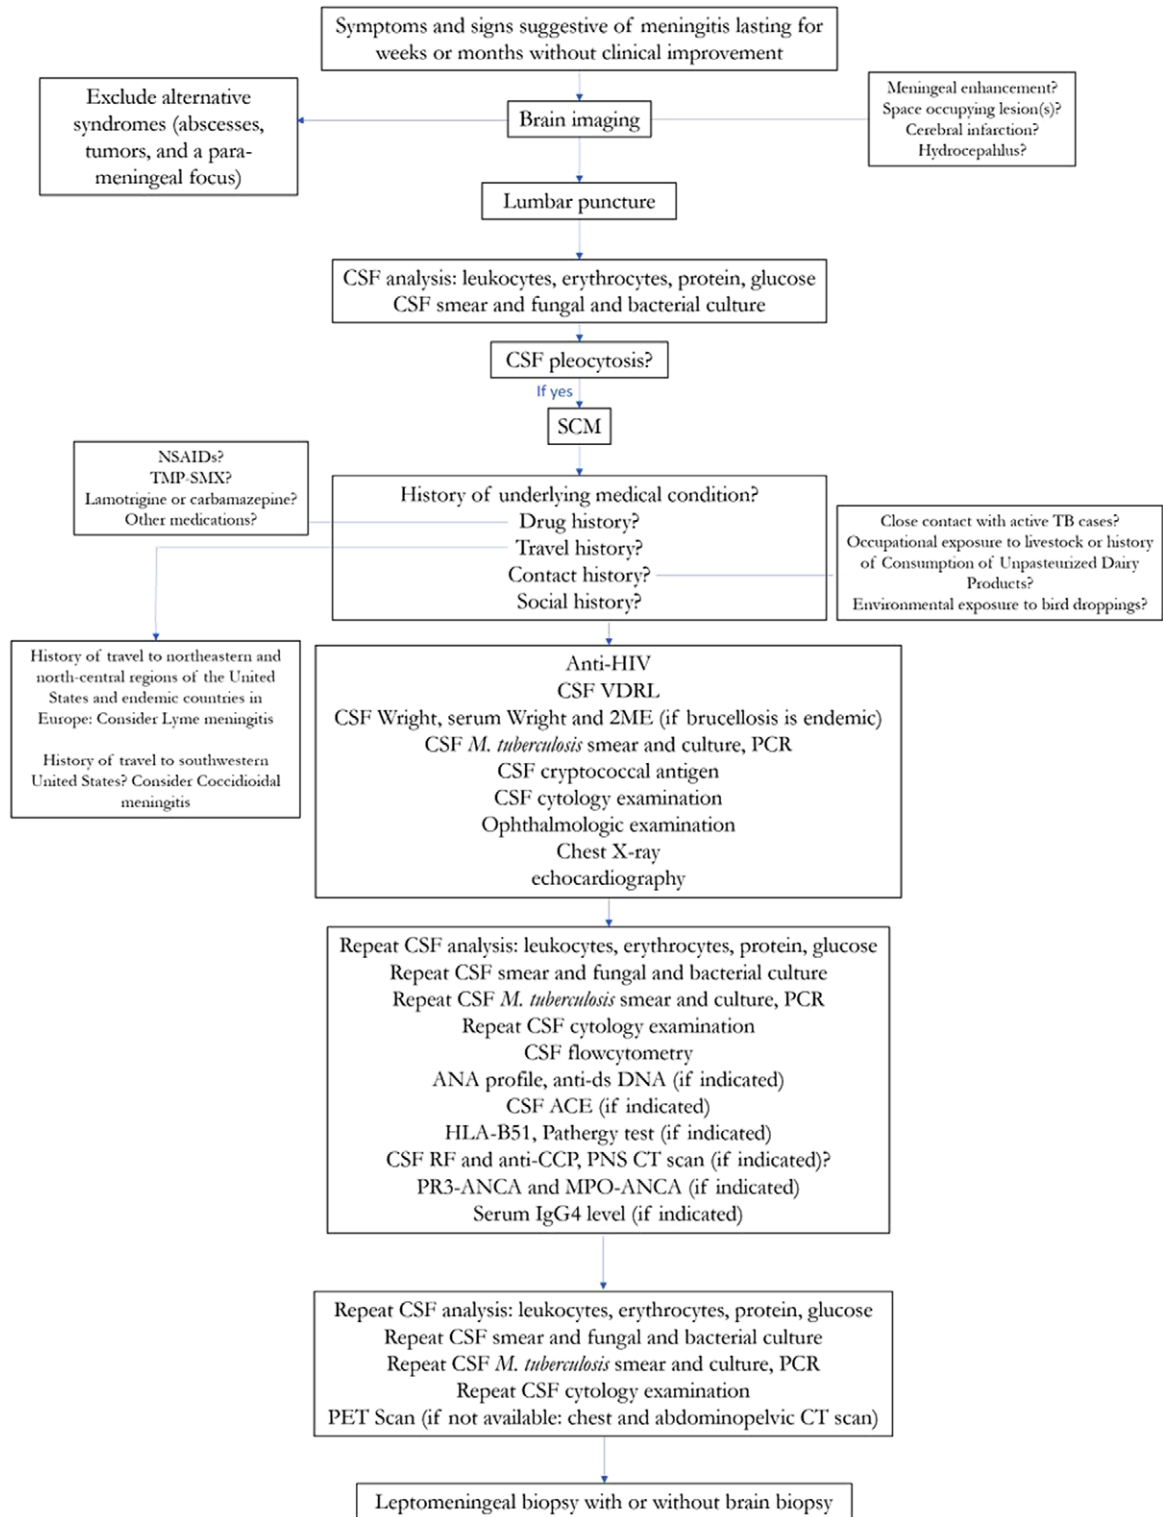 Symptoms and signs suggestive of meningitis lasting for
weeks or months without clinical improvement
Exclude alternative
syndromes (abscesses,
tumors, and a para-
meningeal focus)
Brain imaging
Meningeal enhancement?
Space occupying lesion(s)?
Cerebral infarction?
Hydrocepahlus?
Lumbar puncture
CSF analysis: leukocytes, erythrocytes, protein, glucose
CSF smear and fungal and bacterial culture
CSF pleocytosis?
If yes
SCM
NSAIDs?
TMP-SMX?
Lamotrigine or carbamazepine?
Other medications?
History of underlying medical condition?
Drug history?
Travel history?
Contact history?
Social history?
Close contact with active TB cases?
Occupational exposure to livestock or history
of Consumption of Unpasteurized Dairy
Products?
Environmental exposure to bird droppings?
History of travel to northeastern and
north-central regions of the United
States and endemic countries in
Europe: Consider Lyme meningitis
History of travel to southwestern
United States? Consider Coccidioidal
meningitis
Anti-HIV
CSF VDRL
CSF Wright, serum Wright and 2ME (if brucellosis is endemic)
CSF M. tuberculosis smear and culture, PCR
CSF cryptococcal antigen
CSF cytology examination
Ophthalmologic examination
Chest X-ray
echocardiography
Repeat CSF analysis: leukocytes, erythrocytes, protein, glucose
Repeat CSF smear and fungal and bacterial culture
Repeat CSF M. tuberculosis smear and culture, PCR
Repeat CSF cytology examination
CSF flowcytometry
ANA profile, anti-ds DNA (if indicated)
CSF ACE (if indicated)
HLA-B51, Pathergy test (if indicated)
CSF RF and anti-CCP, PNS CT scan (if indicated)?
PR3-ANCA and MPO-ANCA (if indicated)
Serum IgG4 level (if indicated)
Repeat CSF analysis: leukocytes, erythrocytes, protein, glucose
Repeat CSF smear and fungal and bacterial culture
Repeat CSF M. tuberculosis smear and culture, PCR
Repeat CSF cytology examination
PET Scan (if not available: chest and abdominopelvic CT scan)
Leptomeningeal biopsy with or without brain biopsy